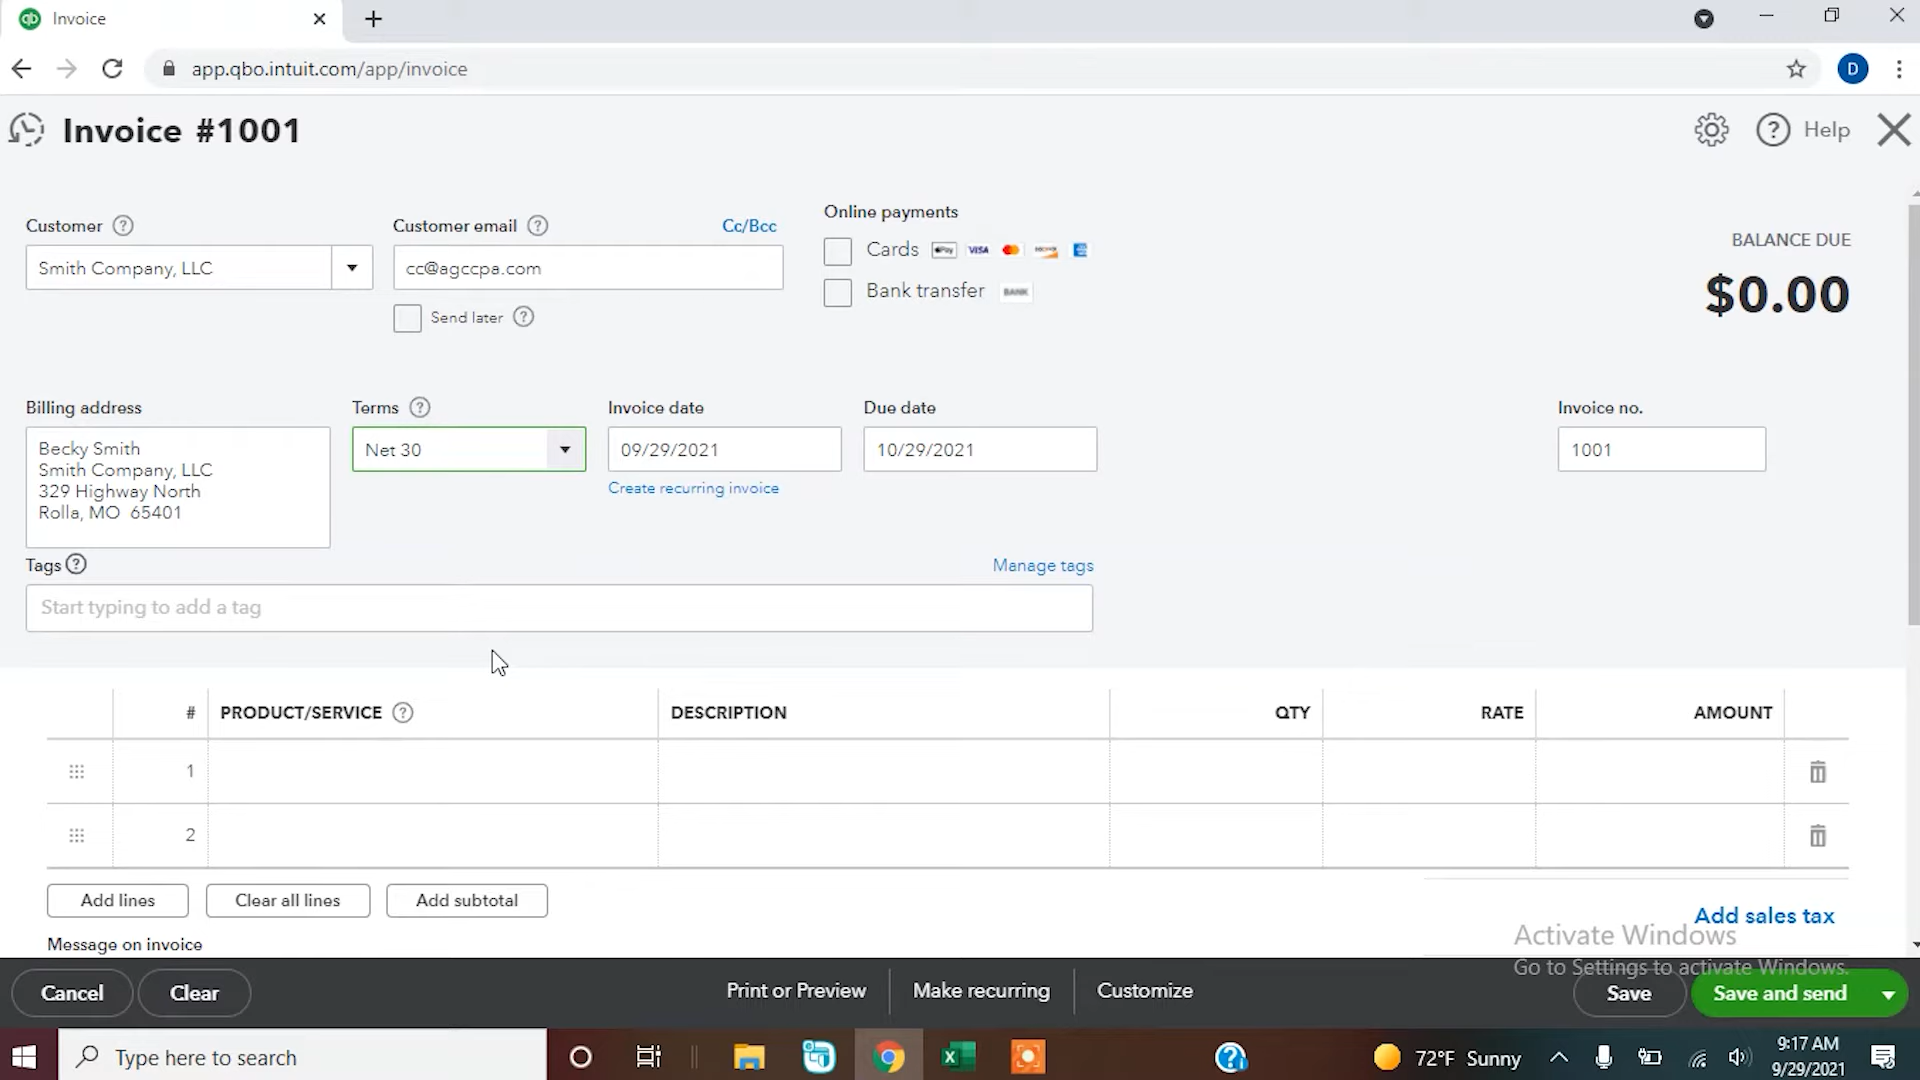 Invoice
app.qbo.intuit.com/app/invoice
D
Invoice #1001
Help
Customer
Customer email
Cc/Bcc
Online payments
Smith Company, LLC
cc@agccpa.com
Cards
Pay
VISA
Bank transfer
BANK
Send later
BALANCE DUE
$0.00
Billing address
Terms
Invoice date
Due date
Invoice no.
Becky Smith
Smith Company, LLC
329 Highway North
Rolla, MO 65401
Net 30
09/29/2021
10/29/2021
1001
Create recurring invoice
Tags
Manage tags
Start typing to add a tag
# PRODUCT/SERVICE DESCRIPTION QTY RATE AMOUNT
1
2
Add lines
Clear all lines
Add subtotal
Add sales tax
Message on invoice
Activate Windows
Go to Settings to activate Windows.
Cancel
Clear
Print or Preview
Make recurring
Customize
Save
Save and send
Type here to search
72°F Sunny
9:17 AM
9/29/2021